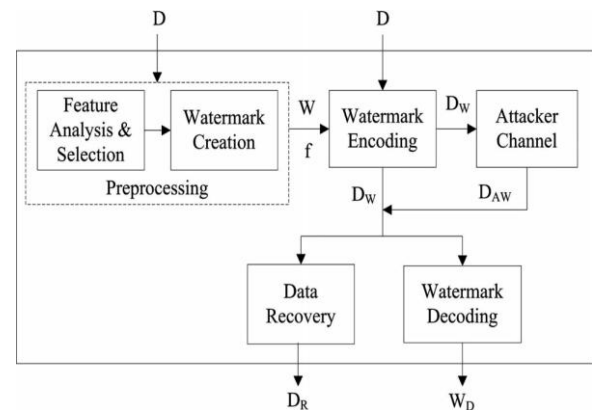 D
D
Feature
Analysis &
Selection
Watermark
Creation
Preprocessing
W
f
Watermark
Encoding
D_W
Attacker
Channel
D_W
D_AW
Data
Recovery
Watermark
Decoding
D_R
W_D